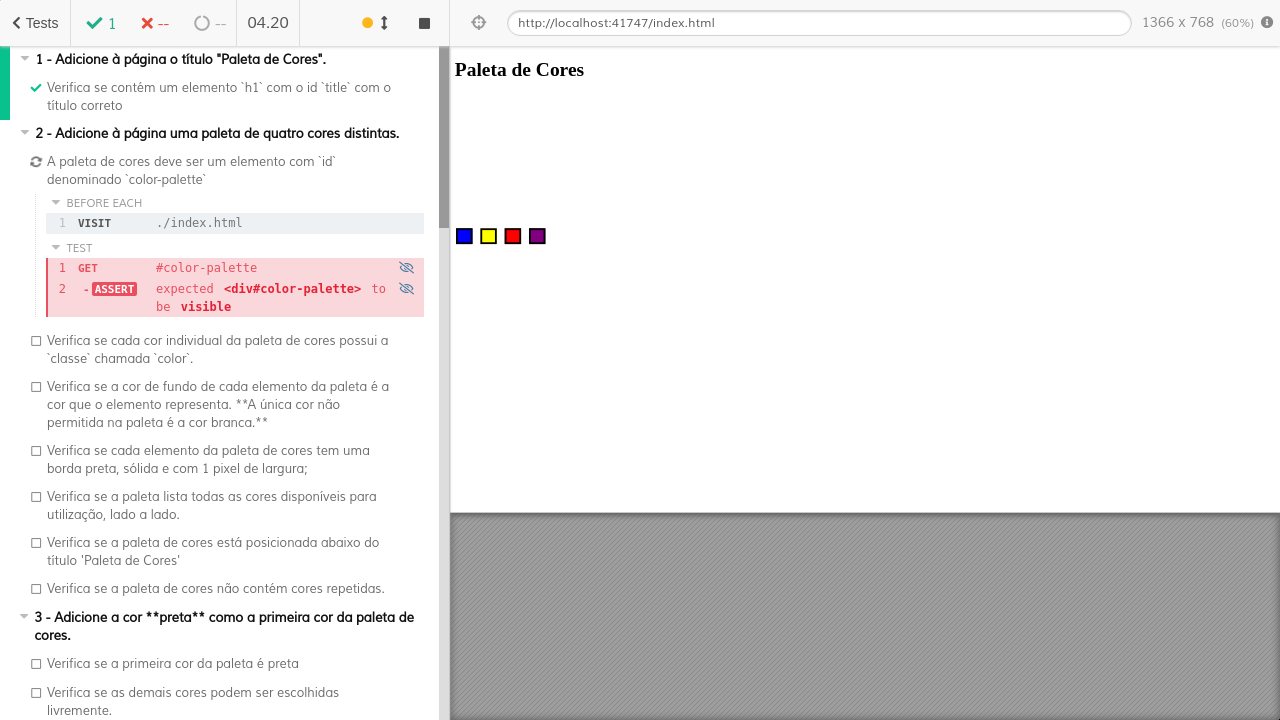 Tests
1
--
--
04.20
http://localhost:41747/index.html
1366 x 768 (60%)
1 - Adicione à página o título "Paleta de Cores".
Verifica se contém um elemento `h1` com o id `title` com o
título correto
2 - Adicione à página uma paleta de quatro cores distintas.
A paleta de cores deve ser um elemento com `id`
denominado `color-palette`
BEFORE EACH
1 VISIT ./index.html
TEST
1 GET #color-palette
2 -ASSERT expected <div#color-palette> to
be visible
Verifica se cada cor individual da paleta de cores possui a
`classe` chamada `color`.
Verifica se a cor de fundo de cada elemento da paleta é a
cor que o elemento representa. **A única cor não
permitida na paleta é a cor branca.**
Verifica se cada elemento da paleta de cores tem uma
borda preta, sólida e com 1 pixel de largura;
Verifica se a paleta lista todas as cores disponíveis para
utilização, lado a lado.
Verifica se a paleta de cores está posicionada abaixo do
título 'Paleta de Cores'
Verifica se a paleta de cores não contém cores repetidas.
3 - Adicione a cor **preta** como a primeira cor da paleta de
cores.
Verifica se a primeira cor da paleta é preta
Verifica se as demais cores podem ser escolhidas
livremente.
Paleta de Cores